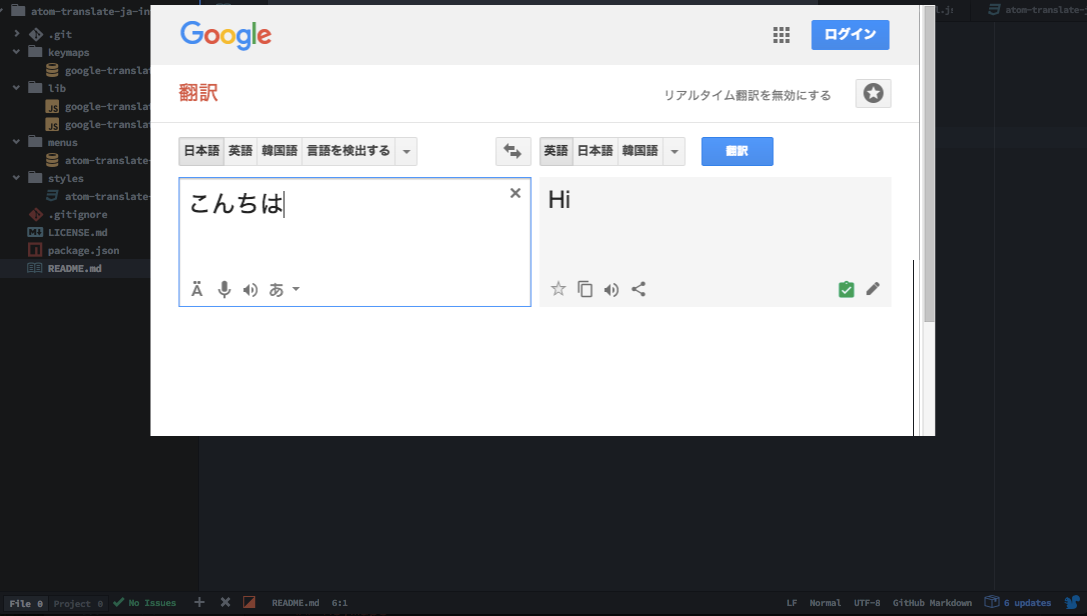 atom-translate-ja-in
.git
keymaps
google-translat
lib
google-translat
google-translat
menus
atom-translate-
styles
atom-translate-
.gitignore
LICENSE.md
package.json
README.md
l.js
atom-translate-j
Google
ログイン
翻訳
リアルタイム翻訳を無効にする
日本語 英語 韓国語 言語を検出する
英語 日本語 韓国語
翻訳
こんちは
Hi
Ä
あ
File 0 Project 0 No Issues README.md 6:1 LF Normal UTF-8 GitHub Markdown 6 updates